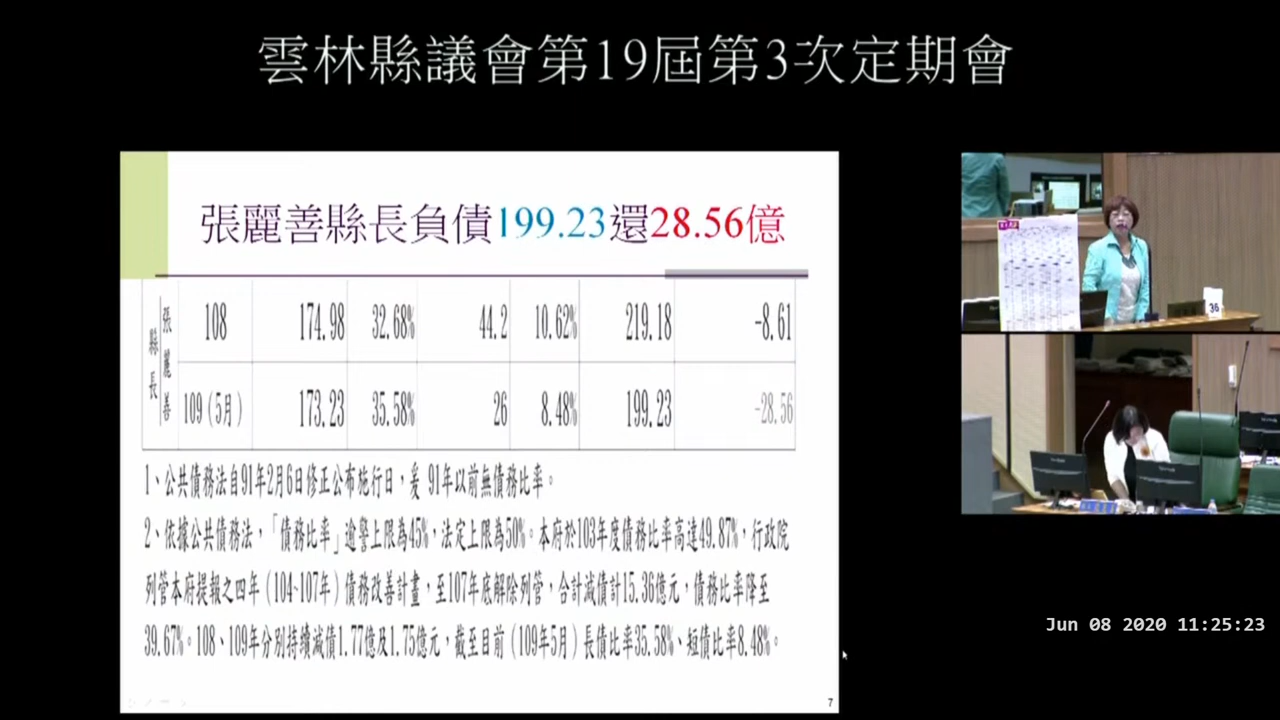 雲林縣議會第19屆第3次定期會
張麗善縣長負債199.23還28.56億
張麗善縣長
108 174.98 32.68% 44.2 10.62% 219.18 -8.61
109(5月) 173.23 35.58% 26 8.48% 199.23 -28.56
1、公共債務法自91年2月6日修正公布施行日，爰 91年以前無債務比率。
2、依據公共債務法，「債務比率」逾警上限為45%，法定上限為50%。本府於103年度債務比率高達49.87%，行政院
列管本府提報之四年(104~107年)債務改善計畫，至107年底解除列管，合計減債計15.36億元，債務比率降至
39.67%。108、109年分別持續減債1.77億及1.75億元，截至目前(109年5月)長債比率35.58%、短債比率8.48%。
7
36
Jun 08 2020 11:25:23